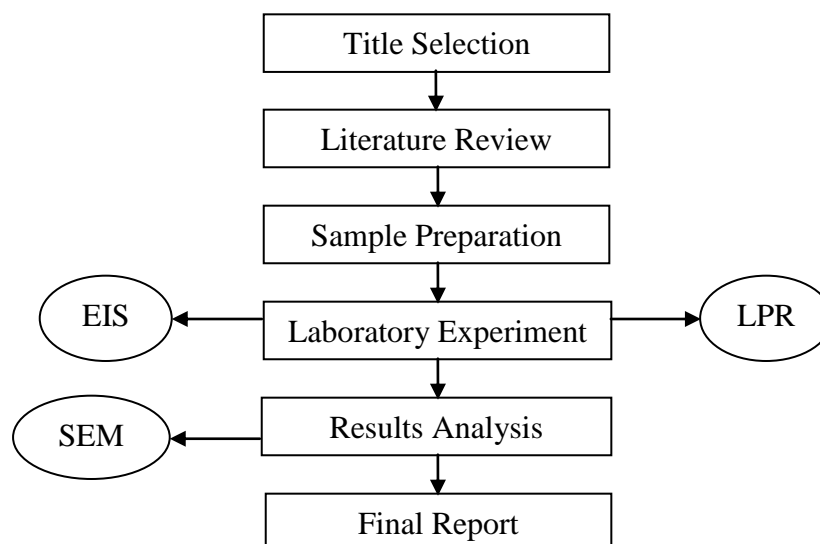 Title Selection
Literature Review
Sample Preparation
EIS
Laboratory Experiment
LPR
Results Analysis
SEM
Final Report